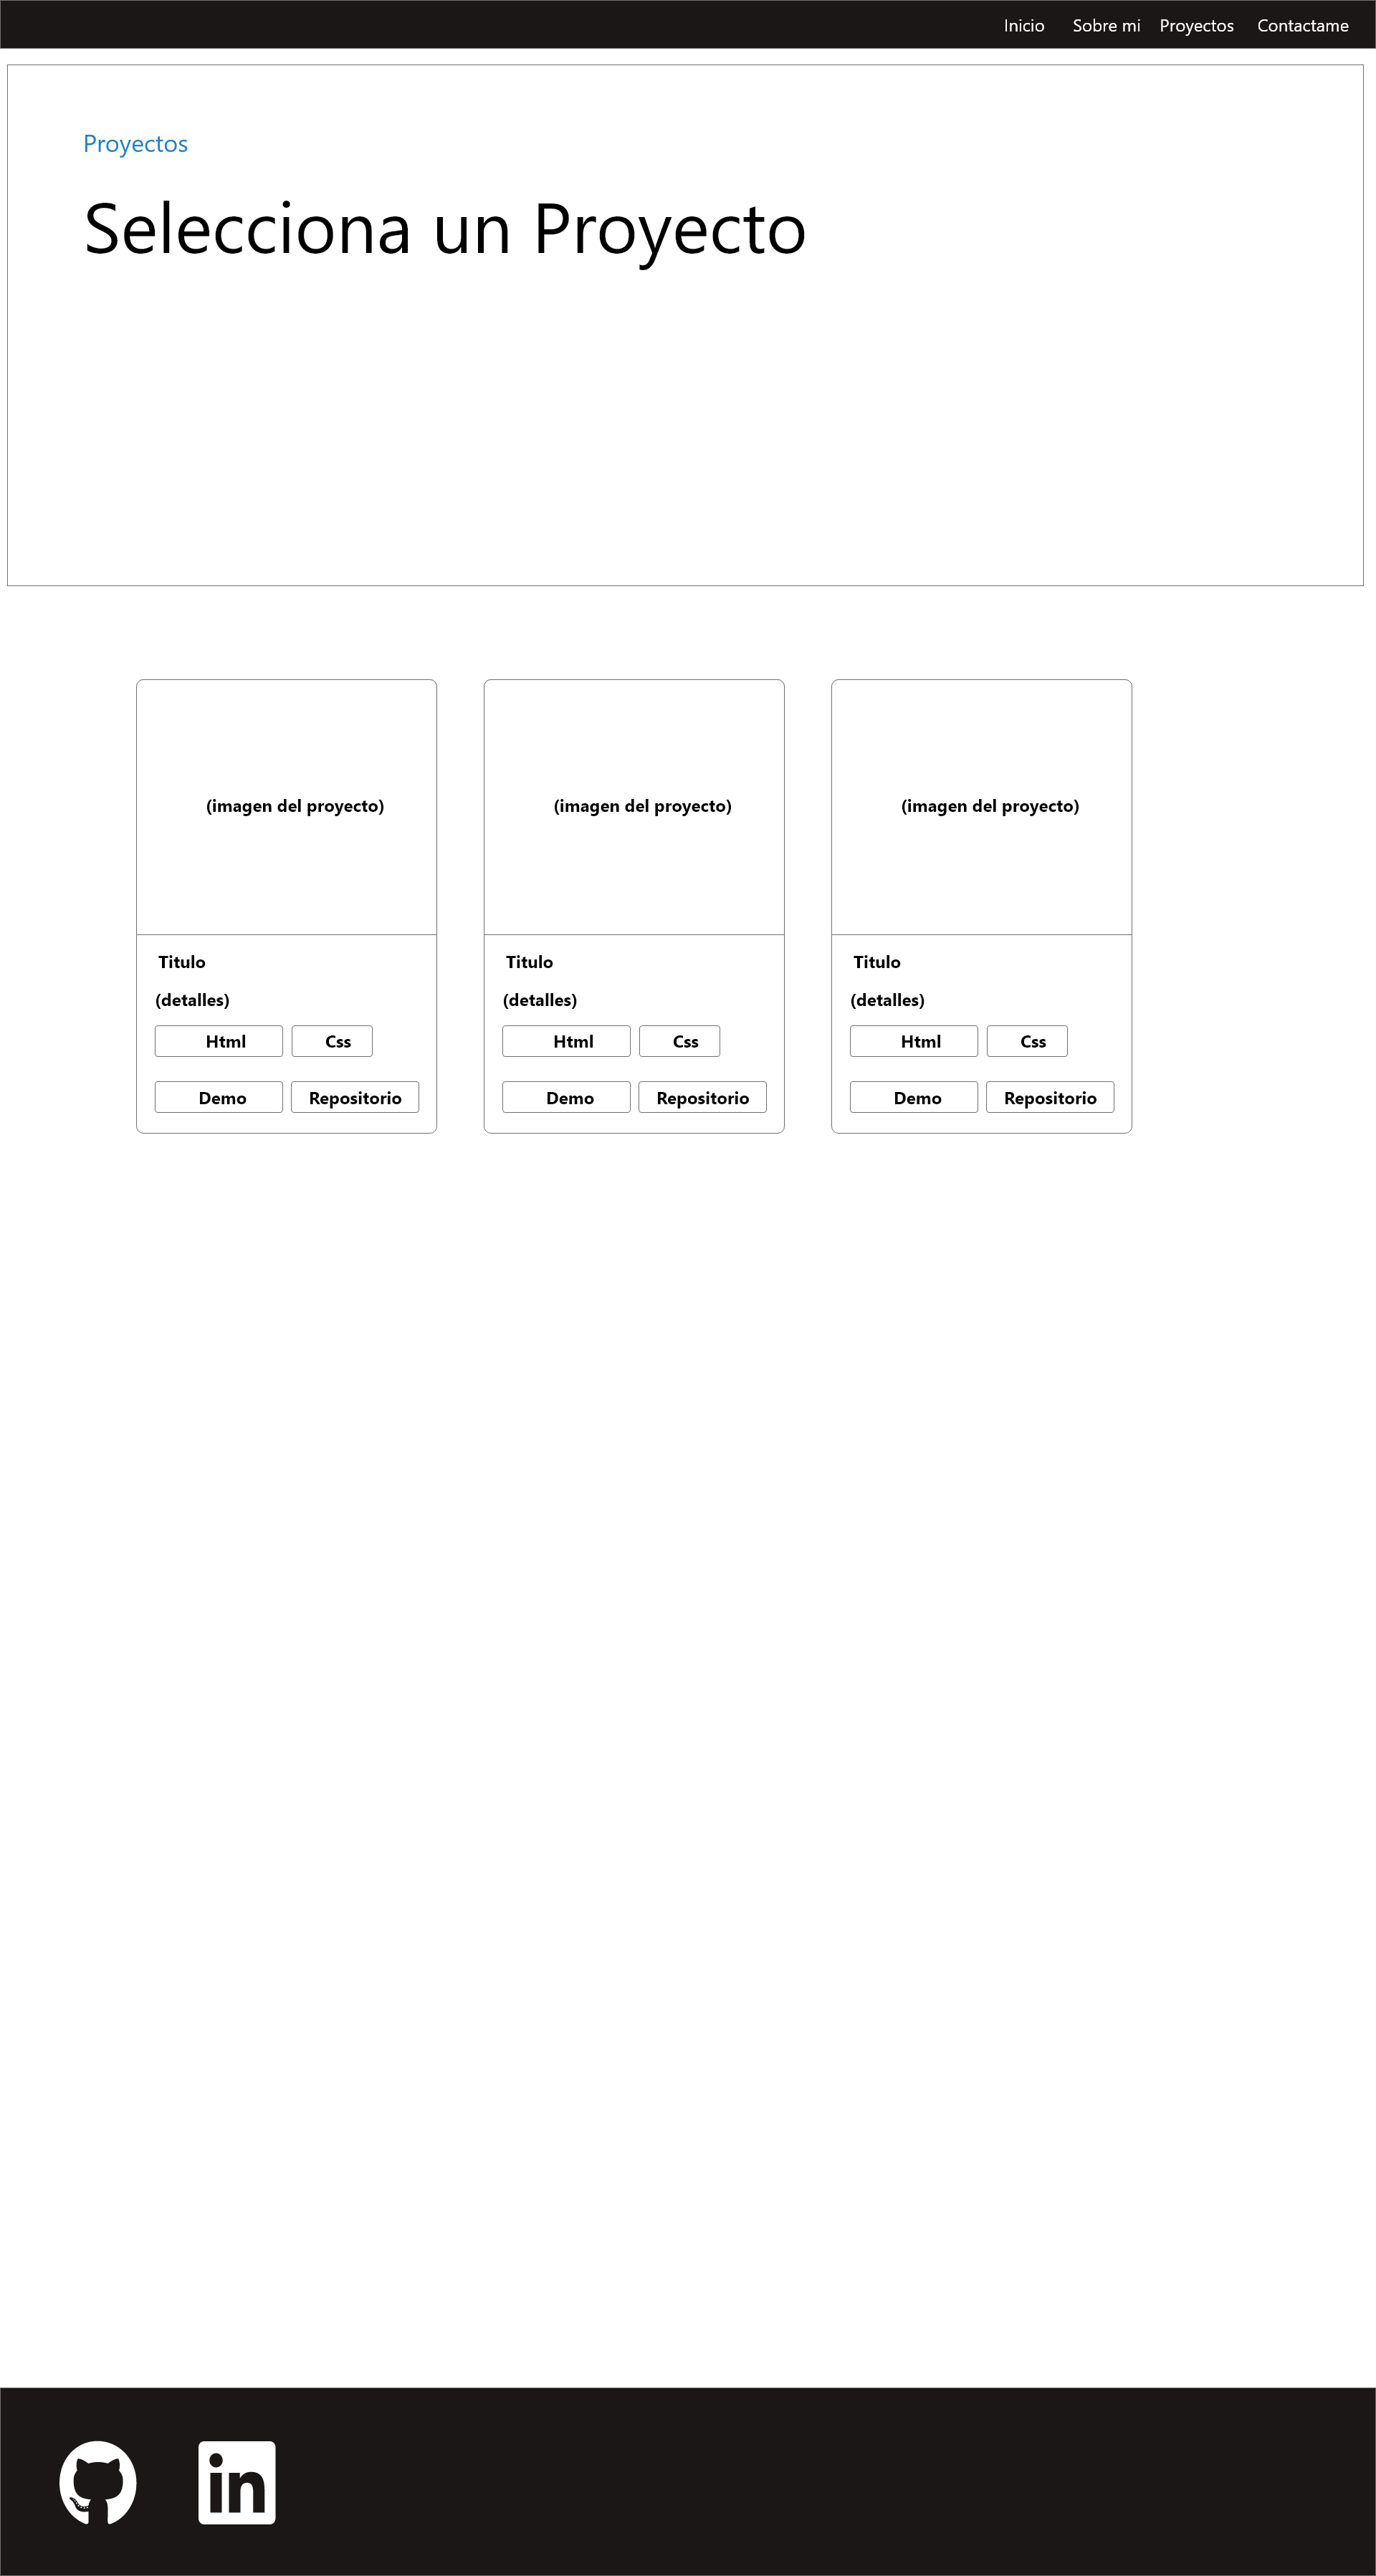 Inicio Sobre mi Proyectos Contactame
Proyectos
Selecciona un Proyecto
(imagen del proyecto)
Titulo
(detalles)
Html Css
Demo Repositorio
(imagen del proyecto)
Titulo
(detalles)
Html Css
Demo Repositorio
(imagen del proyecto)
Titulo
(detalles)
Html Css
Demo Repositorio
in